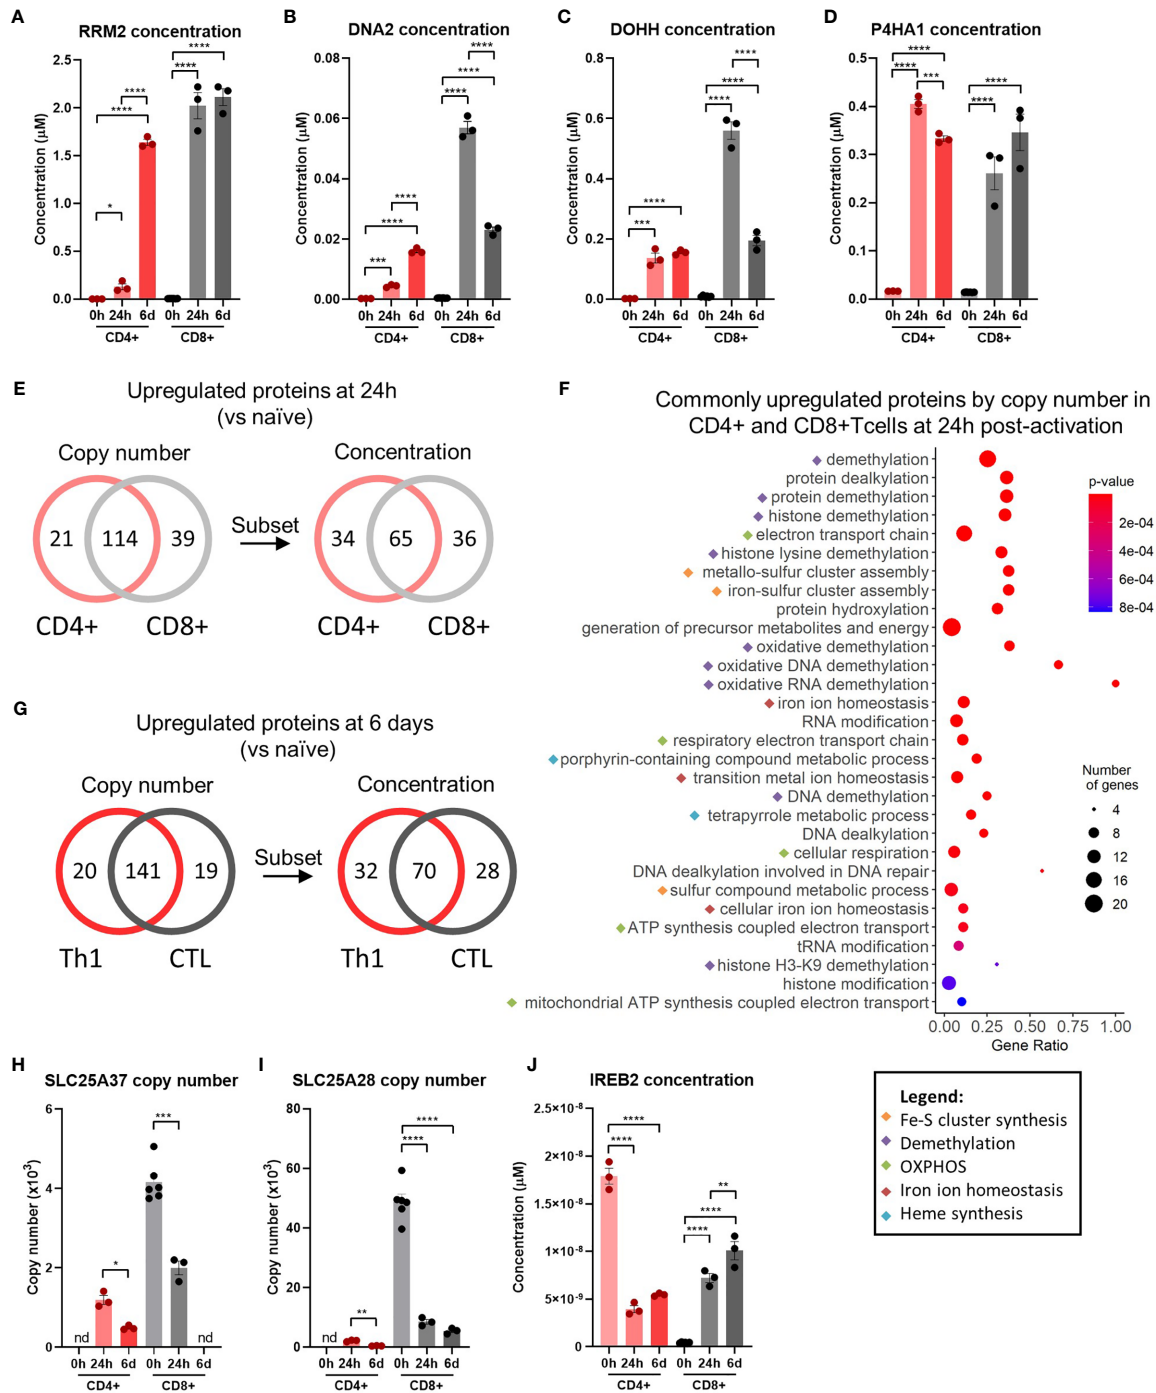 A
RRM2 concentration
Concentration (μM)
2.5
2.0
1.5
1.0
0.5
0.0
****
****
*
****
****
0h 24h 6d 0h 24h 6d
CD4+ CD8+
B
DNA2 concentration
Concentration (μM)
0.08
0.06
0.04
0.02
0.00
****
****
***
****
****
****
0h 24h 6d 0h 24h 6d
CD4+ CD8+
C
DOHH concentration
Concentration (μM)
0.8
0.6
0.4
0.2
0.0
****
***
****
****
****
0h 24h 6d 0h 24h 6d
CD4+ CD8+
D
P4HA1 concentration
Concentration (μM)
0.5
0.4
0.3
0.2
0.1
0.0
****
****
***
****
****
0h 24h 6d 0h 24h 6d
CD4+ CD8+
E
Upregulated proteins at 24h
(vs naïve)
Copy number
21 114 39
CD4+ CD8+
Subset
Concentration
34 65 36
CD4+ CD8+
F
Commonly upregulated proteins by copy number in
CD4+ and CD8+Tcells at 24h post-activation
demethylation
protein dealkylation
protein demethylation
histone demethylation
electron transport chain
histone lysine demethylation
metallo-sulfur cluster assembly
iron-sulfur cluster assembly
protein hydroxylation
generation of precursor metabolites and energy
oxidative demethylation
oxidative DNA demethylation
oxidative RNA demethylation
iron ion homeostasis
RNA modification
respiratory electron transport chain
porphyrin-containing compound metabolic process
transition metal ion homeostasis
DNA demethylation
tetrapyrrole metabolic process
DNA dealkylation
cellular respiration
DNA dealkylation involved in DNA repair
sulfur compound metabolic process
cellular iron ion homeostasis
ATP synthesis coupled electron transport
tRNA modification
histone H3-K9 demethylation
histone modification
mitochondrial ATP synthesis coupled electron transport
0.00 0.25 0.50 0.75 1.00
Gene Ratio
p-value
2e-04
4e-04
6e-04
8e-04
Number
of genes
4
8
12
16
20
G
Upregulated proteins at 6 days
(vs naïve)
Copy number
20 141 19
Th1 CTL
Subset
Concentration
32 70 28
Th1 CTL
H
SLC25A37 copy number
Copy number (x10³)
6
4
2
0
nd
*
***
nd
0h 24h 6d 0h 24h 6d
CD4+ CD8+
I
SLC25A28 copy number
Copy number (x10³)
80
60
40
20
0
nd
**
****
****
0h 24h 6d 0h 24h 6d
CD4+ CD8+
J
IREB2 concentration
Concentration (μM)
2.5×10⁻⁸
2×10⁻⁸
1.5×10⁻⁸
1×10⁻⁸
5×10⁻⁹
0
****
****
**
****
****
0h 24h 6d 0h 24h 6d
CD4+ CD8+
Legend:
Fe-S cluster synthesis
Demethylation
OXPHOS
Iron ion homeostasis
Heme synthesis